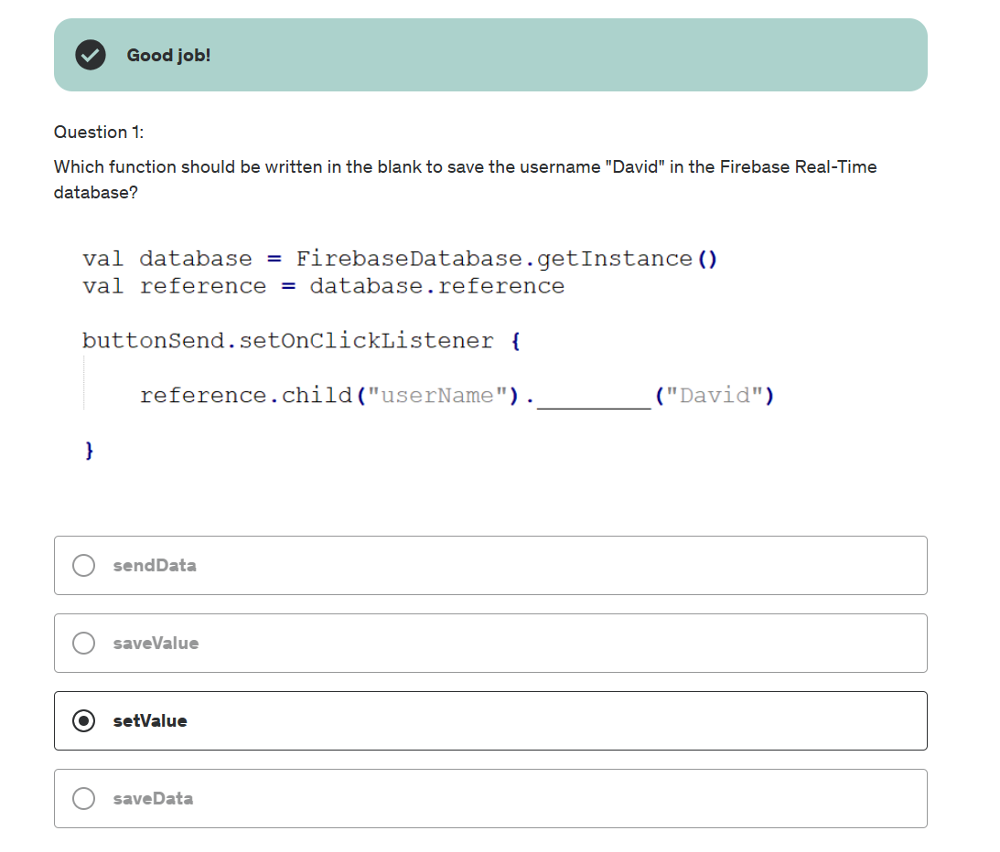 Good job!
Question 1:
Which function should be written in the blank to save the username "David" in the Firebase Real-Time
database?
val database = FirebaseDatabase.getInstance()
val reference = database.reference
buttonSend.setOnClickListener {
reference.child("userName").________("David")
}
sendData
saveValue
setValue
saveData